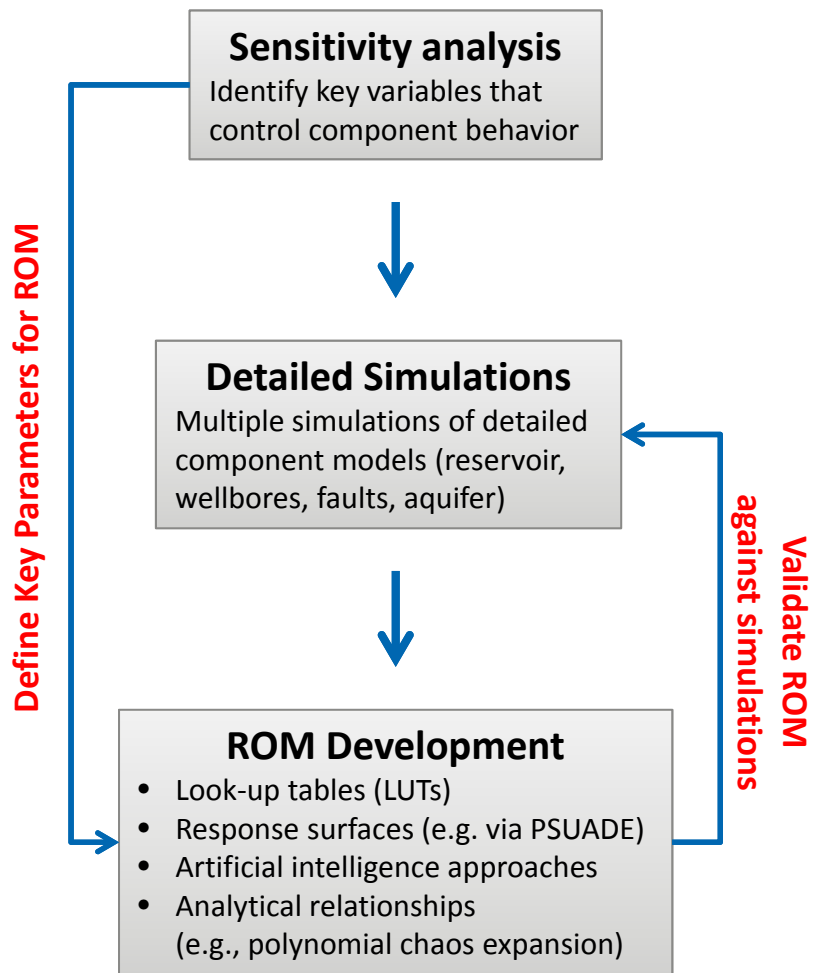 Sensitivity analysis
Identify key variables that
control component behavior
Define Key Parameters for ROM
Detailed Simulations
Multiple simulations of detailed
component models (reservoir,
wellbores, faults, aquifer)
Validate ROM
against simulations
ROM Development
• Look-up tables (LUTs)
• Response surfaces (e.g. via PSUADE)
• Artificial intelligence approaches
• Analytical relationships
(e.g., polynomial chaos expansion)